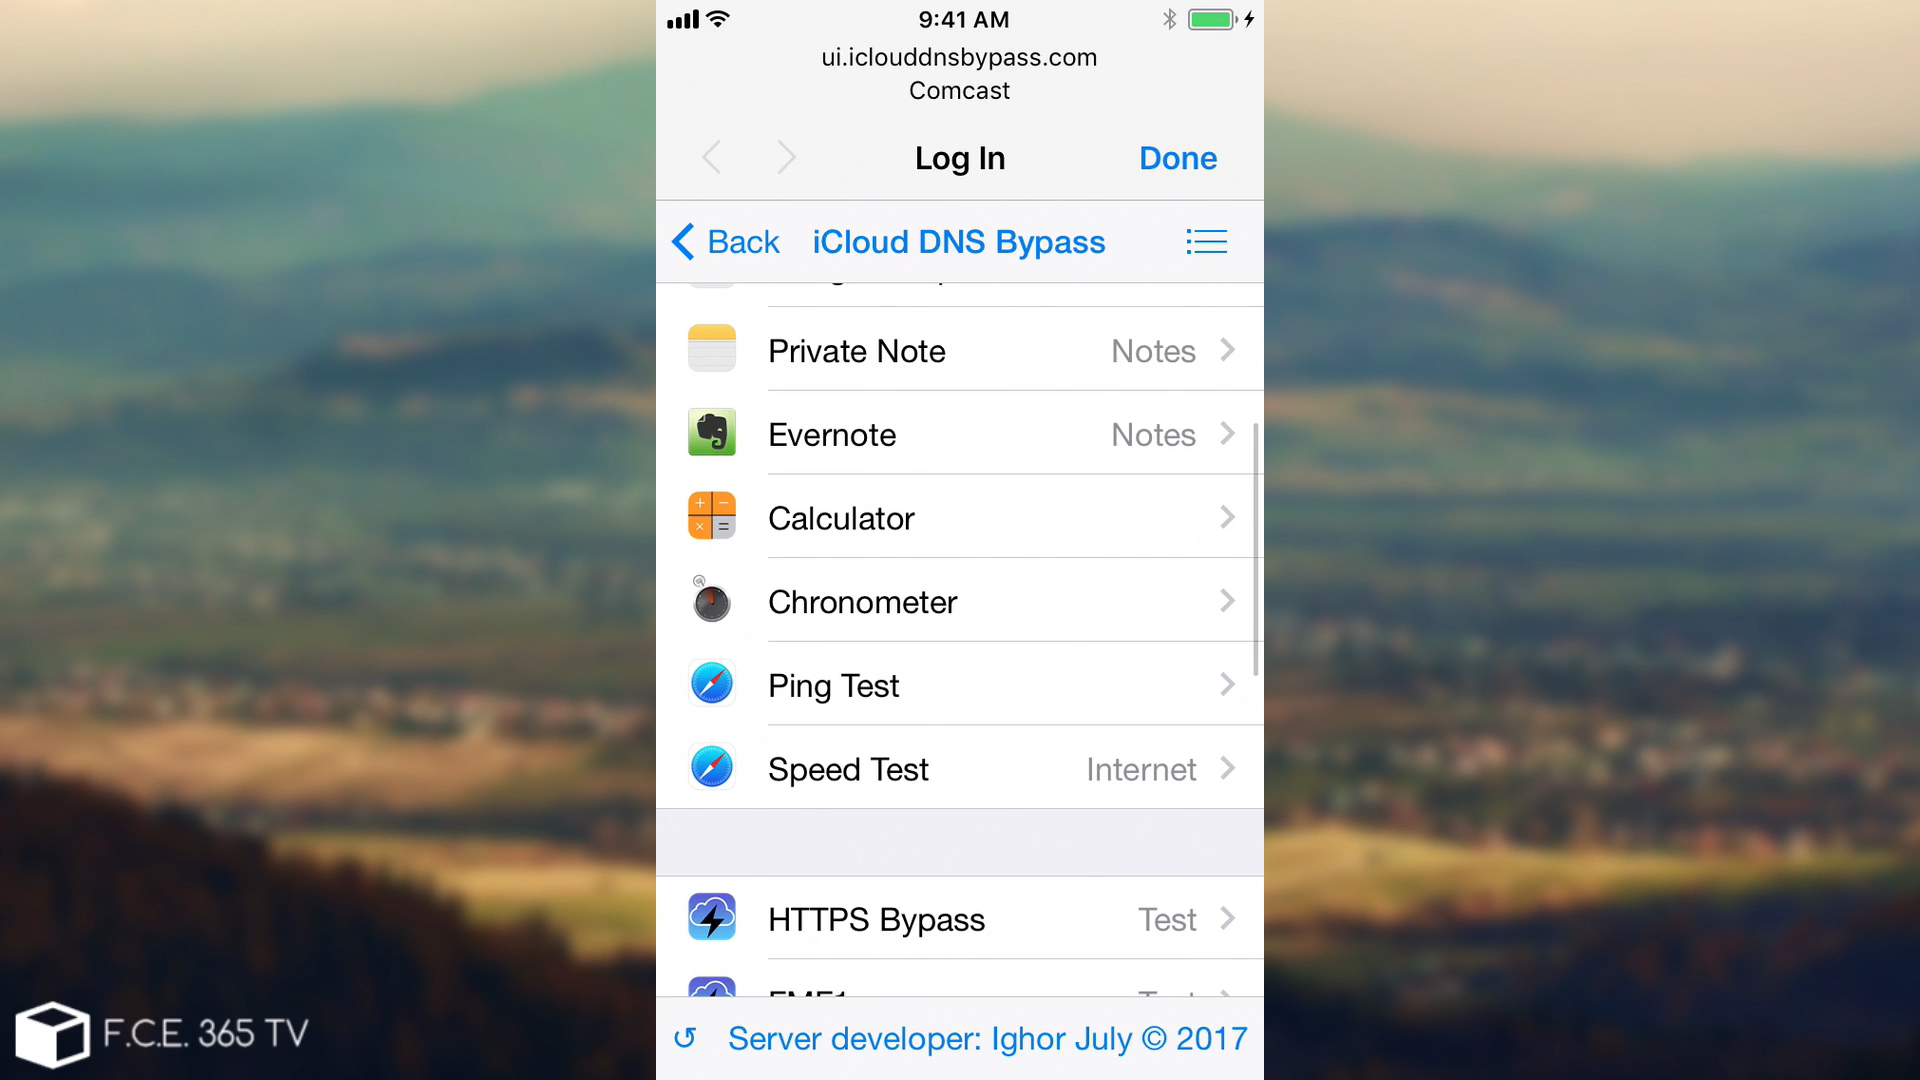 9:41 AM
ui.iclouddnsbypass.com
Comcast
Log In
Done
Back
iCloud DNS Bypass
Private Note
Notes
Evernote
Notes
Calculator
Chronometer
Ping Test
Speed Test
Internet
HTTPS Bypass
Test
Server developer: Ighor July © 2017
F.C.E. 365 TV